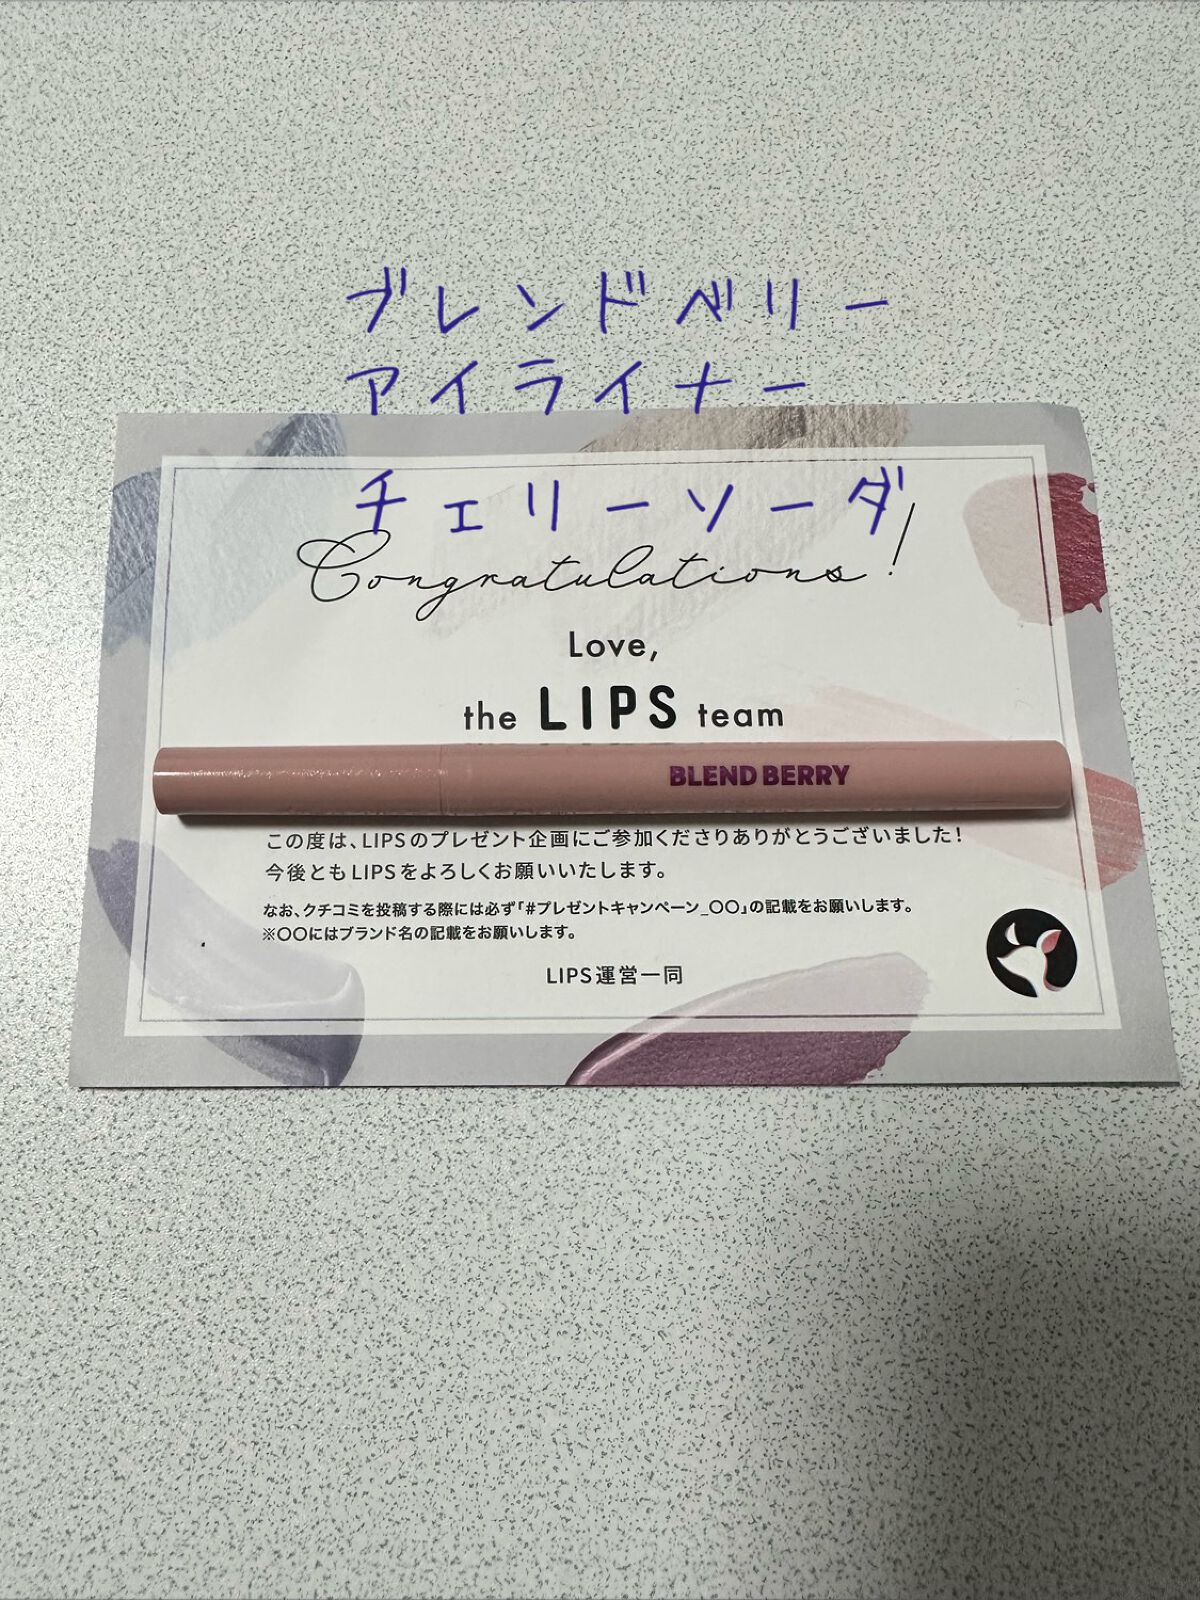 ブレンドベリー
アイライナー
チェリーソーダ
Congratulations!
Love,
the LIPS team
BLEND BERRY
この度は、LIPSのプレゼント企画にご参加くださりありがとうございました!
今後ともLIPSをよろしくお願いいたします。
なお、クチコミを投稿する際には必ず「#プレゼントキャンペーン_〇〇」の記載をお願いします。
※〇〇にはブランド名の記載をお願いします。
LIPS運営一同